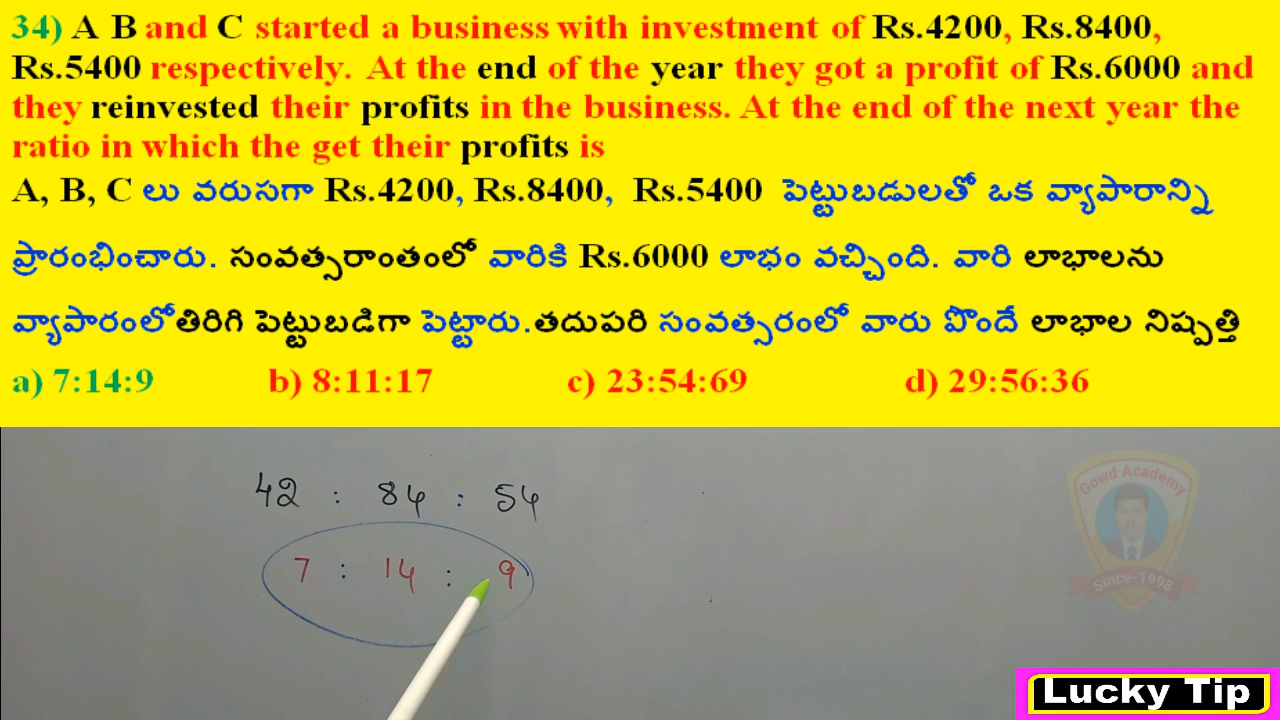 34) A B and C started a business with investment of Rs.4200, Rs.8400,
Rs.5400 respectively. At the end of the year they got a profit of Rs.6000 and
they reinvested their profits in the business. At the end of the next year the
ratio in which the get their profits is
A, B, C లు వరుసగా Rs.4200, Rs.8400, Rs.5400 పెట్టుబడులతో ఒక వ్యాపారాన్ని
ప్రారంభించారు. సంవత్సరాంతంలో వారికి Rs.6000 లాభం వచ్చింది. వారి లాభాలను
వ్యాపారంలోతిరిగి పెట్టుబడిగా పెట్టారు.తదుపరి సంవత్సరంలో వారు పొందే లాభాల నిష్పత్తి
a) 7:14:9 b) 8:11:17 c) 23:54:69 d) 29:56:36
42 : 84 : 54
7 : 14 : 9
Gowd Academy
Since-1998
Lucky Tip